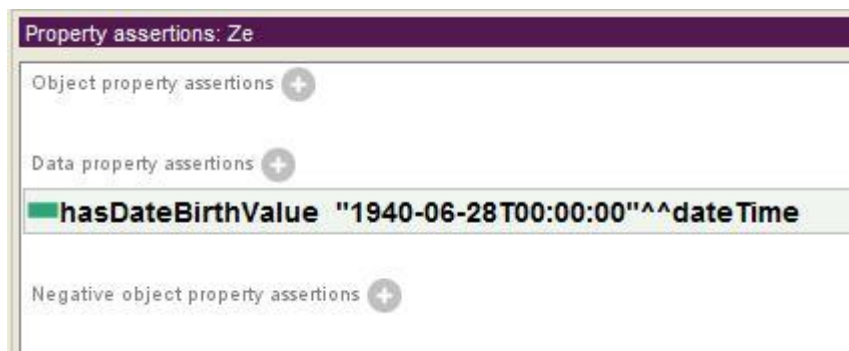 Property assertions: Ze
Object property assertions
Data property assertions
hasDateBirthValue "1940-06-28T00:00:00"^^dateTime
Negative object property assertions